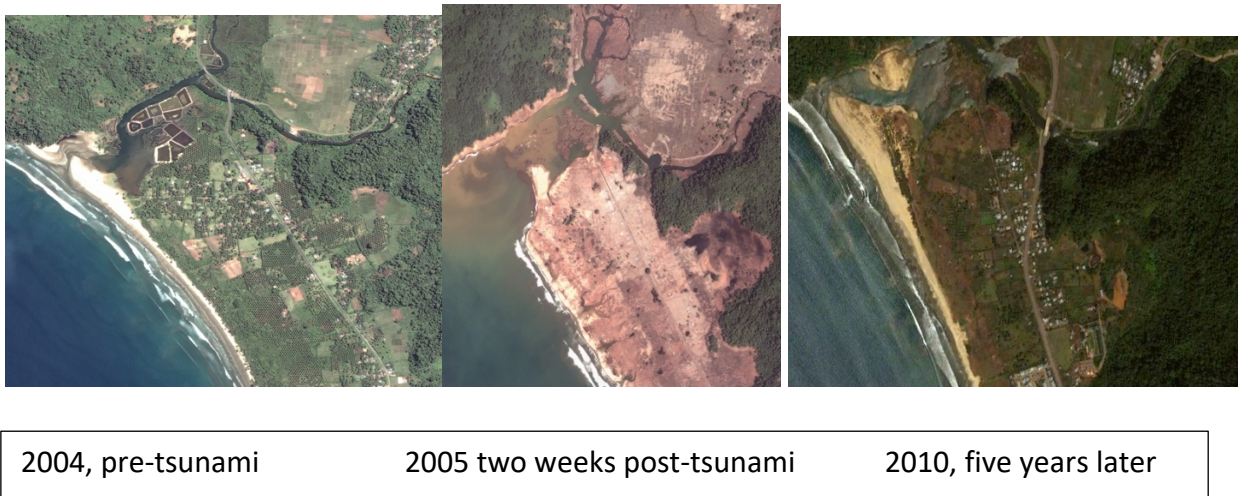 2004, pre-tsunami 2005 two weeks post-tsunami 2010, five years later